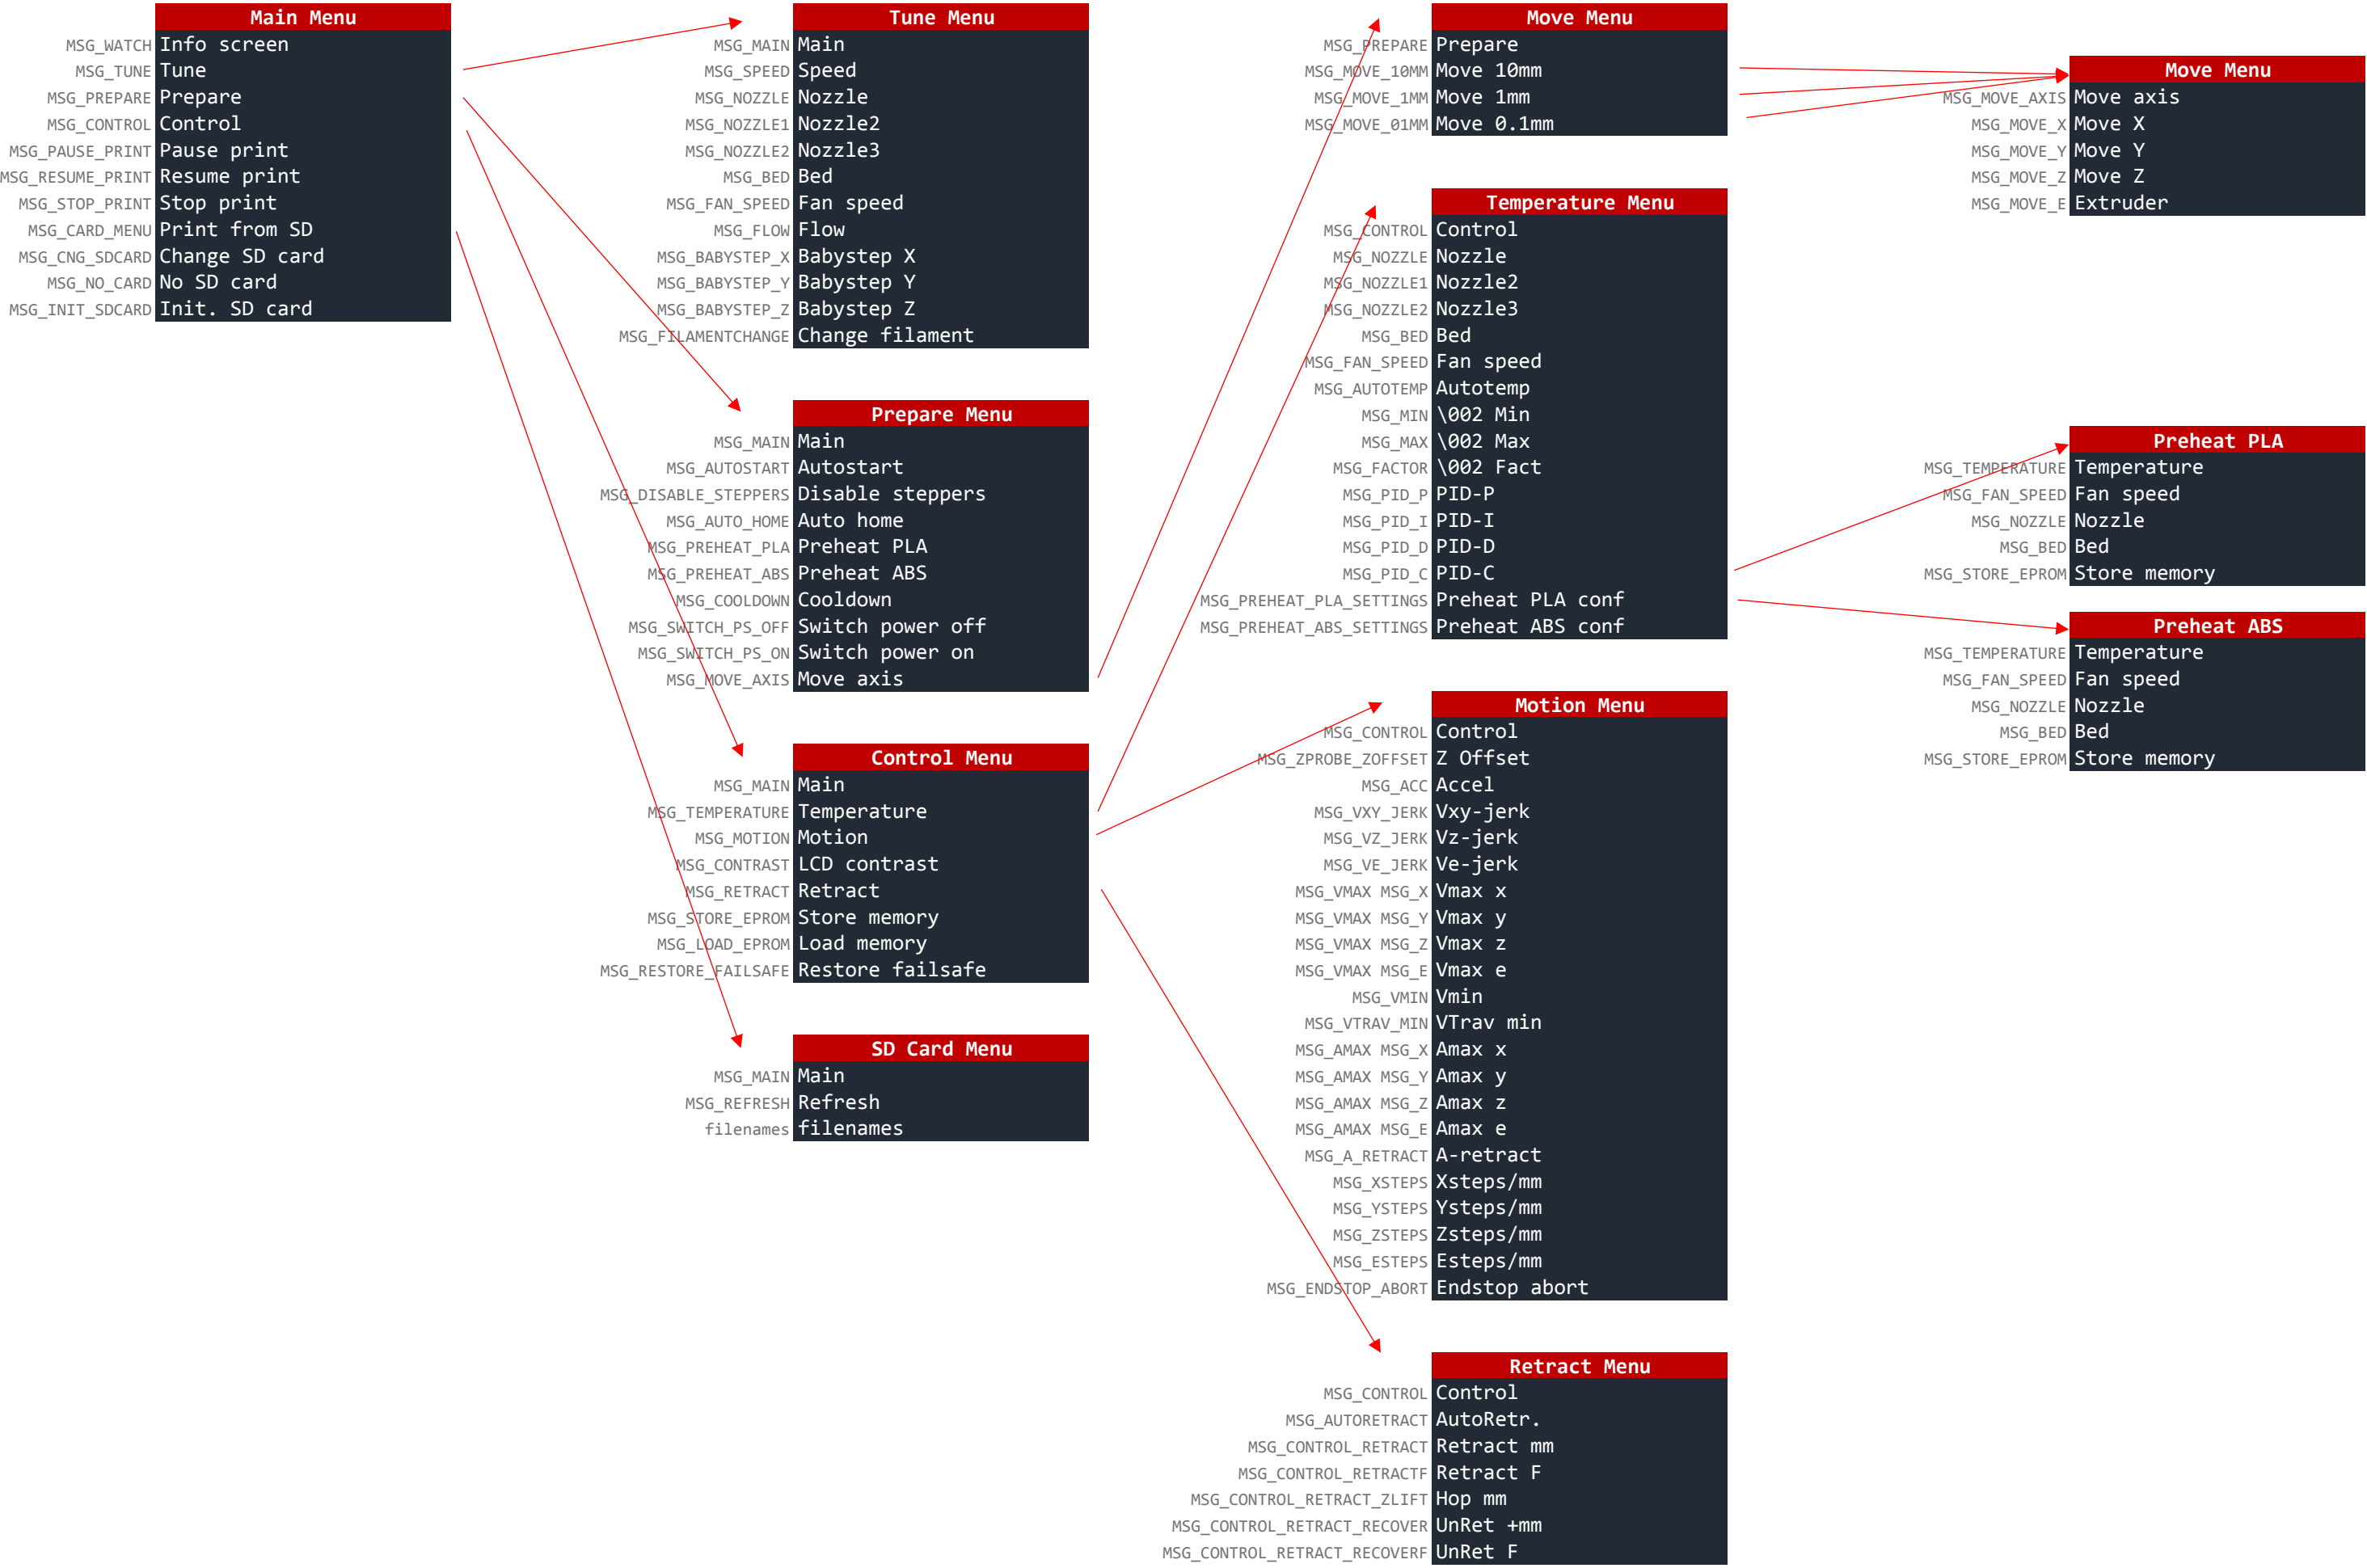 Main Menu
MSG_WATCH Info screen
MSG_TUNE Tune
MSG_PREPARE Prepare
MSG_CONTROL Control
MSG_PAUSE_PRINT Pause print
MSG_RESUME_PRINT Resume print
MSG_STOP_PRINT Stop print
MSG_CARD_MENU Print from SD
MSG_CNG_SDCARD Change SD card
MSG_NO_CARD No SD card
MSG_INIT_SDCARD Init. SD card
Tune Menu
MSG_MAIN Main
MSG_SPEED Speed
MSG_NOZZLE Nozzle
MSG_NOZZLE1 Nozzle2
MSG_NOZZLE2 Nozzle3
MSG_BED Bed
MSG_FAN_SPEED Fan speed
MSG_FLOW Flow
MSG_BABYSTEP_X Babystep X
MSG_BABYSTEP_Y Babystep Y
MSG_BABYSTEP_Z Babystep Z
MSG_FILAMENTCHANGE Change filament
Prepare Menu
MSG_MAIN Main
MSG_AUTOSTART Autostart
MSG_DISABLE_STEPPERS Disable steppers
MSG_AUTO_HOME Auto home
MSG_PREHEAT_PLA Preheat PLA
MSG_PREHEAT_ABS Preheat ABS
MSG_COOLDOWN Cooldown
MSG_SWITCH_PS_OFF Switch power off
MSG_SWITCH_PS_ON Switch power on
MSG_MOVE_AXIS Move axis
Control Menu
MSG_MAIN Main
MSG_TEMPERATURE Temperature
MSG_MOTION Motion
MSG_CONTRAST LCD contrast
MSG_RETRACT Retract
MSG_STORE_EPROM Store memory
MSG_LOAD_EPROM Load memory
MSG_RESTORE_FAILSAFE Restore failsafe
SD Card Menu
MSG_MAIN Main
MSG_REFRESH Refresh
filenames filenames
Move Menu
MSG_PREPARE Prepare
MSG_MOVE_10MM Move 10mm
MSG_MOVE_1MM Move 1mm
MSG_MOVE_01MM Move 0.1mm
Temperature Menu
MSG_CONTROL Control
MSG_NOZZLE Nozzle
MSG_NOZZLE1 Nozzle2
MSG_NOZZLE2 Nozzle3
MSG_BED Bed
MSG_FAN_SPEED Fan speed
MSG_AUTOTEMP Autotemp
MSG_MIN \002 Min
MSG_MAX \002 Max
MSG_FACTOR \002 Fact
MSG_PID_P PID-P
MSG_PID_I PID-I
MSG_PID_D PID-D
MSG_PID_C PID-C
MSG_PREHEAT_PLA_SETTINGS Preheat PLA conf
MSG_PREHEAT_ABS_SETTINGS Preheat ABS conf
Motion Menu
MSG_CONTROL Control
MSG_ZPROBE_ZOFFSET Z Offset
MSG_ACC Accel
MSG_VXY_JERK Vxy-jerk
MSG_VZ_JERK Vz-jerk
MSG_VE_JERK Ve-jerk
MSG_VMAX MSG_X Vmax x
MSG_VMAX MSG_Y Vmax y
MSG_VMAX MSG_Z Vmax z
MSG_VMAX MSG_E Vmax e
MSG_VMIN Vmin
MSG_VTRAV_MIN VTrav min
MSG_AMAX MSG_X Amax x
MSG_AMAX MSG_Y Amax y
MSG_AMAX MSG_Z Amax z
MSG_AMAX MSG_E Amax e
MSG_A_RETRACT A-retract
MSG_XSTEPS Xsteps/mm
MSG_YSTEPS Ysteps/mm
MSG_ZSTEPS Zsteps/mm
MSG_ESTEPS Esteps/mm
MSG_ENDSTOP_ABORT Endstop abort
Retract Menu
MSG_CONTROL Control
MSG_AUTORETRACT AutoRetr.
MSG_CONTROL_RETRACT Retract mm
MSG_CONTROL_RETRACTF Retract F
MSG_CONTROL_RETRACT_ZLIFT Hop mm
MSG_CONTROL_RETRACT_RECOVER UnRet +mm
MSG_CONTROL_RETRACT_RECOVERF UnRet F
Move Menu
MSG_MOVE_AXIS Move axis
MSG_MOVE_X Move X
MSG_MOVE_Y Move Y
MSG_MOVE_Z Move Z
MSG_MOVE_E Extruder
Preheat PLA
MSG_TEMPERATURE Temperature
MSG_FAN_SPEED Fan speed
MSG_NOZZLE Nozzle
MSG_BED Bed
MSG_STORE_EPROM Store memory
Preheat ABS
MSG_TEMPERATURE Temperature
MSG_FAN_SPEED Fan speed
MSG_NOZZLE Nozzle
MSG_BED Bed
MSG_STORE_EPROM Store memory